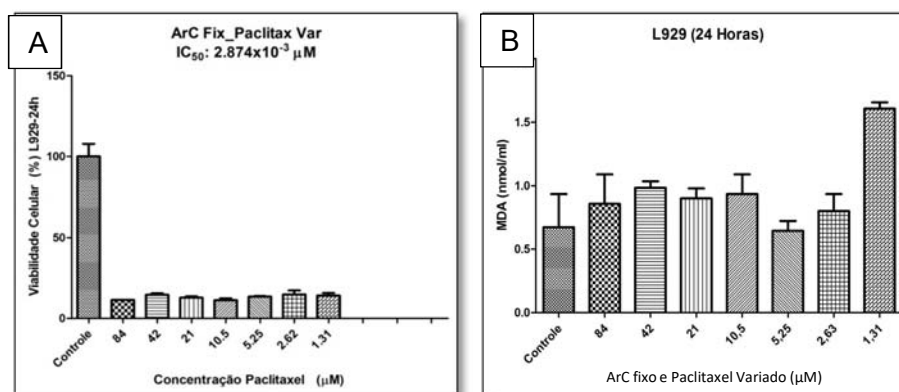 A
ArC Fix_Paclitax Var
IC50: 2.874x10-3 μM
150
100
50
0
Viabilidade Celular (%) L929-24h
Controle
84
42
21
10,5
5,25
2,62
1,31
Concentração Paclitaxel (μM)
B
L929 (24 Horas)
1.5
1.0
0.5
0.0
MDA (nmol/ml)
Controle
84
42
21
10,5
5,25
2,63
1,31
ArC fixo e Paclitaxel Variado (μM)